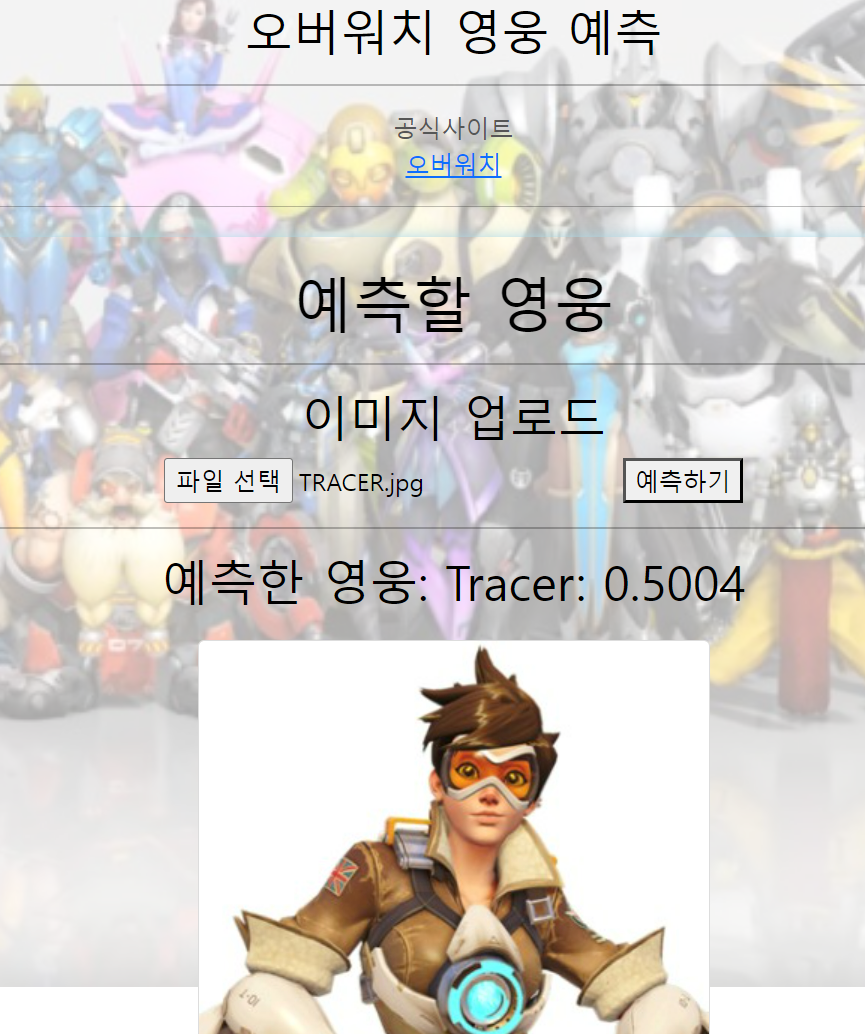 오버워치 영웅 예측
공식사이트
오버워치
예측할 영웅
이미지 업로드
파일 선택 TRACER.jpg 예측하기
예측한 영웅: Tracer: 0.5004